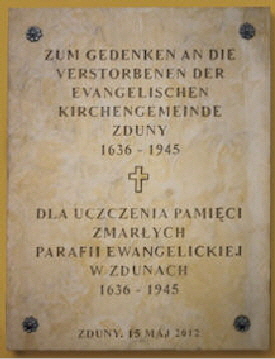 ZUM GEDENKEN AN DIE
VERSTORBENEN DER
EVANGELISCHEN
KIRCHENGEMEINDE
ZDUNY
1636 - 1945
DLA UCZCZENIA PAMIĘCI
ZMARŁYCH
PARAFII EWANGELICKIEJ
W ZDUNACH
1636 - 1945
ZDUNY, 15 MAJ 2012